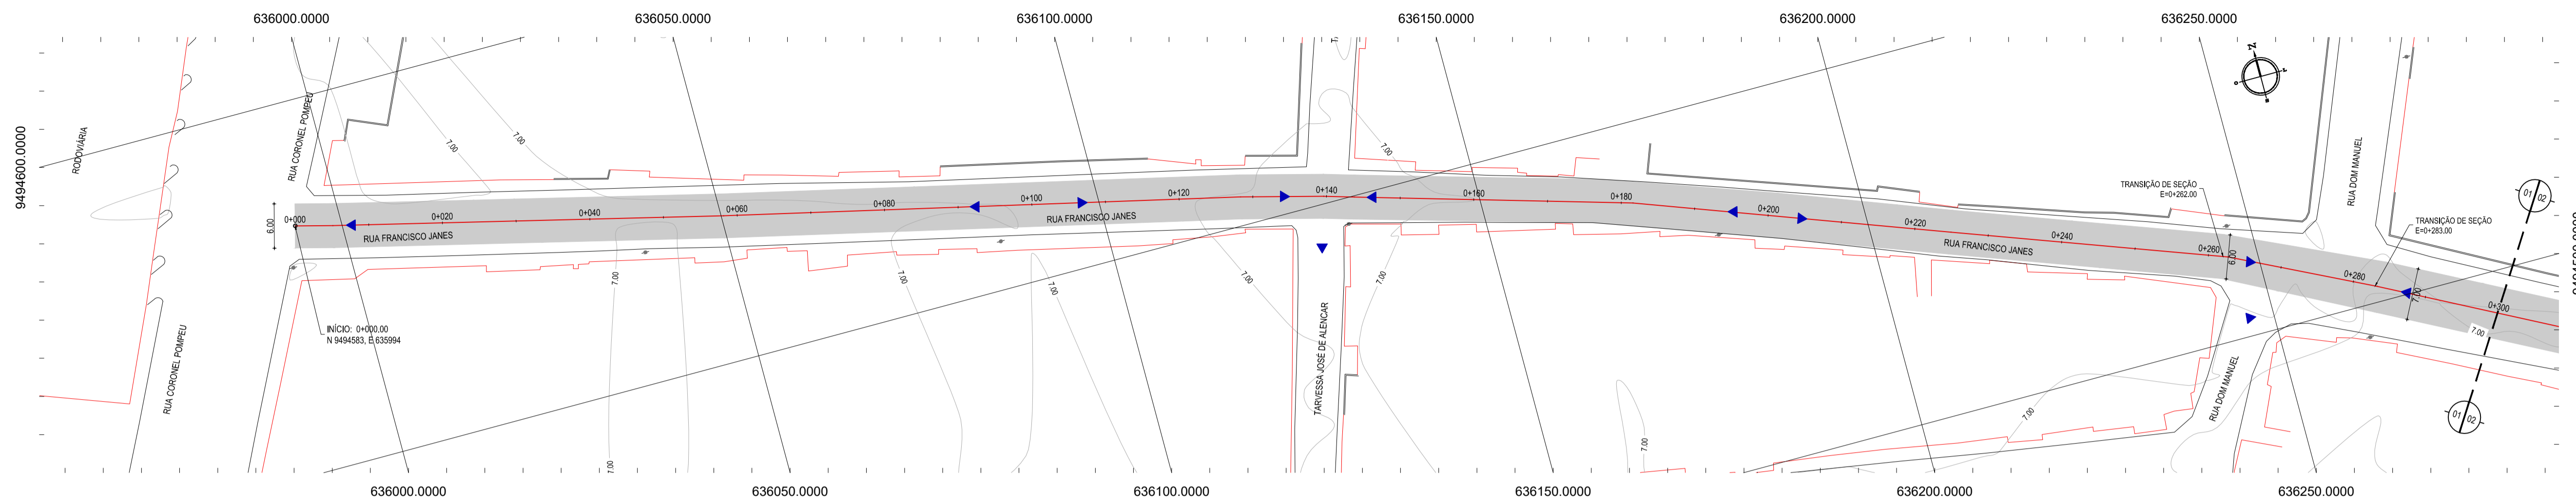 636000.0000
636050.0000
636100.0000
636150.0000
636200.0000
636250.0000
9494600.0000
RODOVIÁRIA
RUA CORONEL POMPEU
7.00
7.00
7.00
N
RUA DOM MANUEL
01 02
TRANSIÇÃO DE SEÇÃO
E=0+262.00
TRANSIÇÃO DE SEÇÃO
E=0+283.00
6.00
0+000
0+020
0+040
0+060
0+080
0+100
0+120
0+140
0+160
0+180
0+200
0+220
0+240
0+260
0+280
0+300
RUA FRANCISCO JANES
RUA FRANCISCO JANES
RUA FRANCISCO JANES
6.00
7.00
7.00
7.00
7.00
7.00
7.00
7.00
INÍCIO: 0+000.00
N 9494583, E 635994
RUA CORONEL POMPEU
TARVESSA JOSÉ DE ALENCAR
RUA DOM MANUEL
7.00
7.00
7.00
01 02
636000.0000
636050.0000
636100.0000
636150.0000
636200.0000
636250.0000